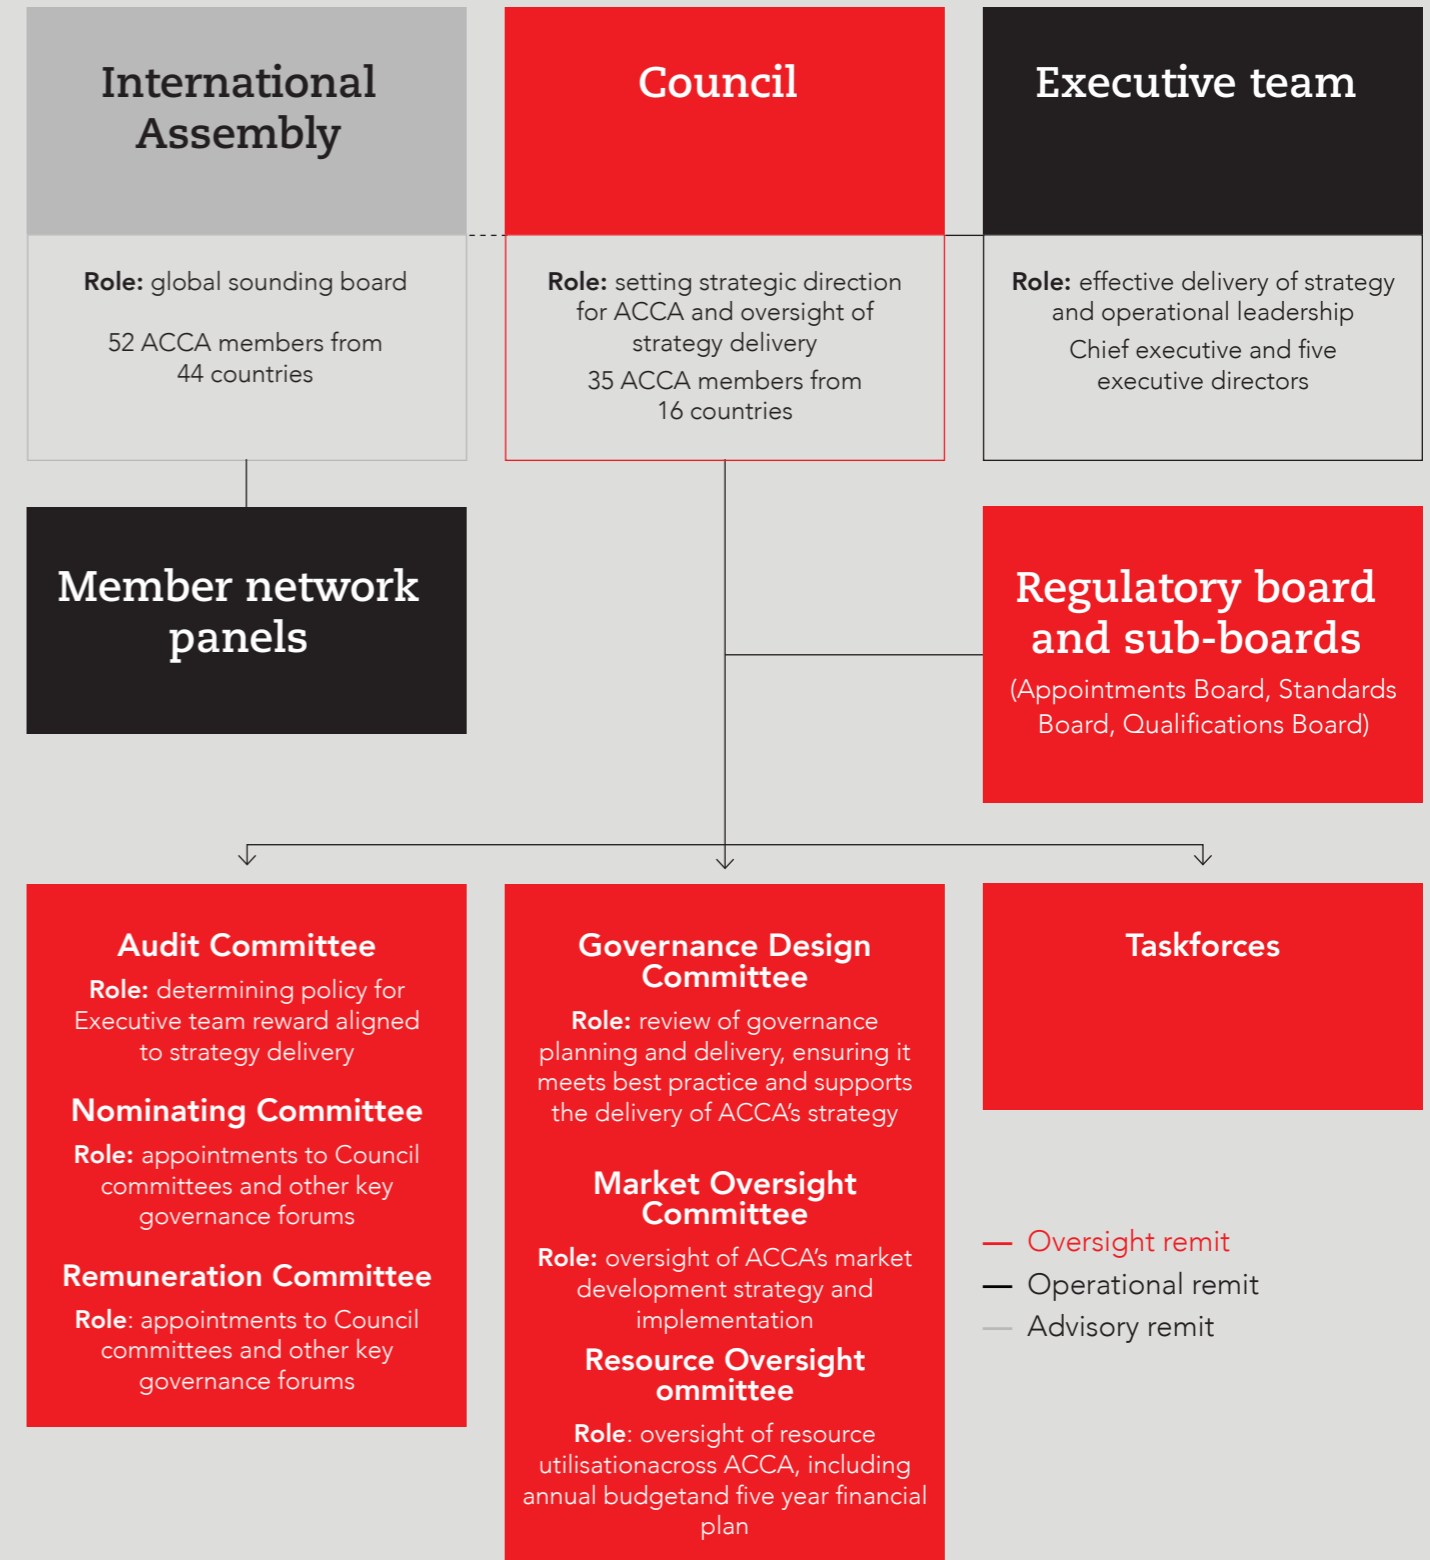 International
Assembly
Role: global sounding board
52 ACCA members from
44 countries
Council
Role: setting strategic direction
for ACCA and oversight of
strategy delivery
35 ACCA members from
16 countries
Executive team
Role: effective delivery of strategy
and operational leadership
Chief executive and five
executive directors
Member network
panels
Regulatory board
and sub-boards
(Appointments Board, Standards
Board, Qualifications Board)
Audit Committee
Role: determining policy for
Executive team reward aligned
to strategy delivery
Nominating Committee
Role: appointments to Council
committees and other key
governance forums
Remuneration Committee
Role: appointments to Council
committees and other key
governance forums
Governance Design
Committee
Role: review of governance
planning and delivery, ensuring it
meets best practice and supports
the delivery of ACCA’s strategy
Market Oversight
Committee
Role: oversight of ACCA’s market
development strategy and
implementation
Resource Oversight
ommittee
Role: oversight of resource
utilisationacross ACCA, including
annual budgetand five year financial
plan
Taskforces
Oversight remit
Operational remit
Advisory remit